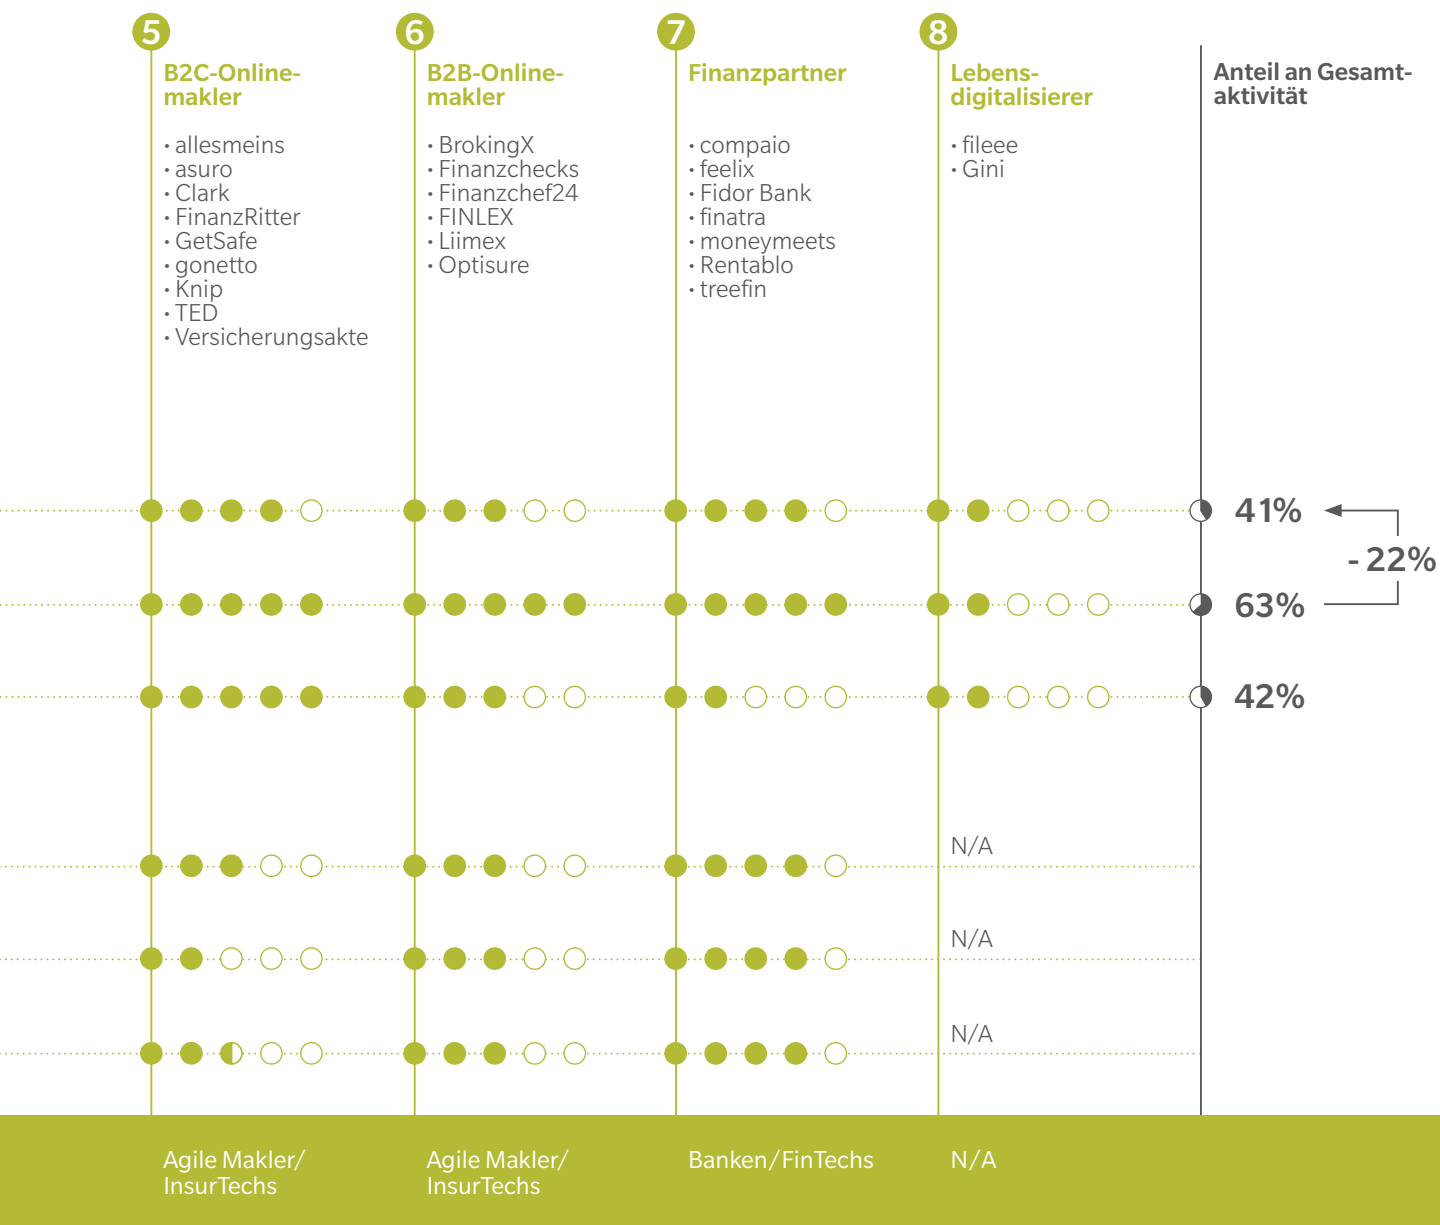 5
B2C-Online-
makler
• allesmeins
• asuro
• Clark
• FinanzRitter
• GetSafe
• gonetto
• Knip
• TED
• Versicherungsakte
6
B2B-Online-
makler
• BrokingX
• Finanzchecks
• Finanzchef24
• FINLEX
• Liimex
• Optisure
7
Finanzpartner
• compaio
• feelix
• Fidor Bank
• finatra
• moneymeets
• Rentablo
• treefin
8
Lebens-
digitalisierer
• fileee
• Gini
Anteil an Gesamt-
aktivität
41%
- 22%
63%
42%
N/A
N/A
N/A
Agile Makler/
InsurTechs
Agile Makler/
InsurTechs
Banken/FinTechs
N/A